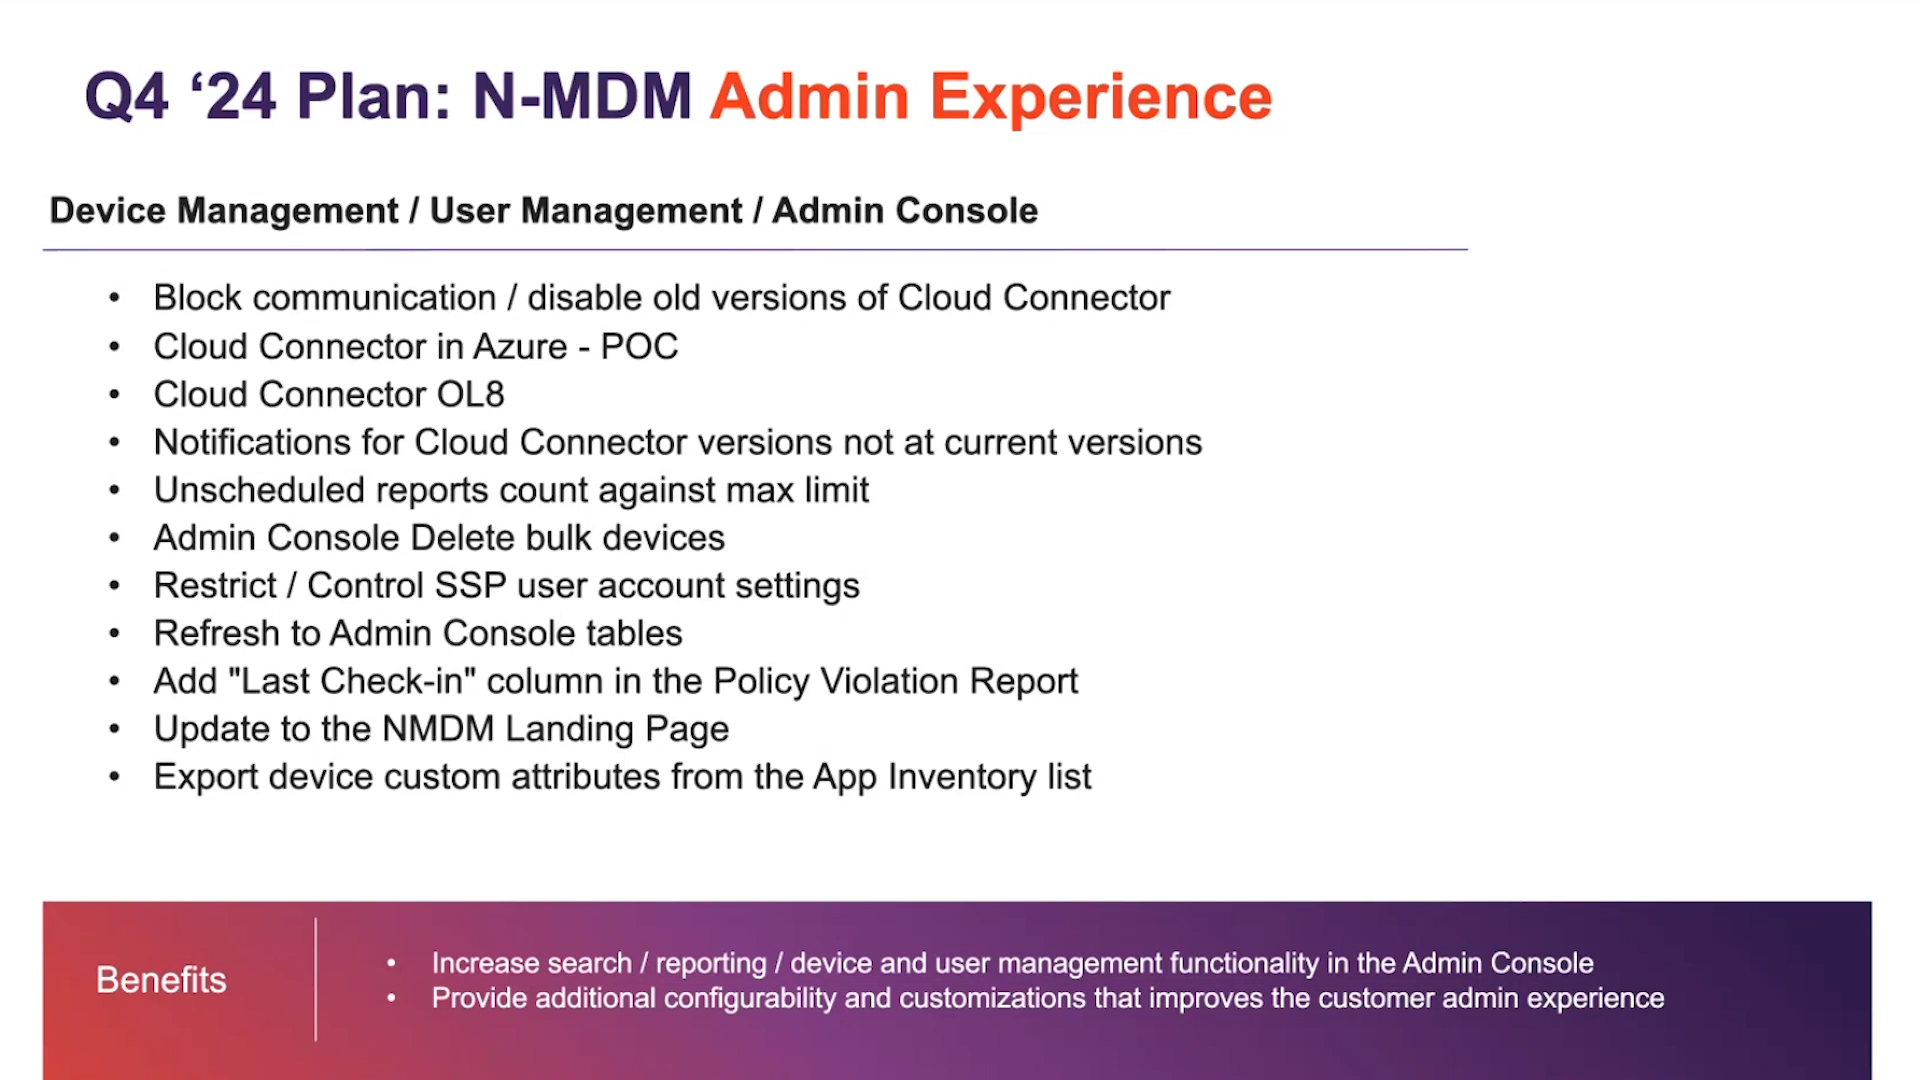 Q4 ‘24 Plan: N-MDM Admin Experience
Device Management / User Management / Admin Console
• Block communication / disable old versions of Cloud Connector
• Cloud Connector in Azure - POC
• Cloud Connector OL8
• Notifications for Cloud Connector versions not at current versions
• Unscheduled reports count against max limit
• Admin Console Delete bulk devices
• Restrict / Control SSP user account settings
• Refresh to Admin Console tables
• Add "Last Check-in" column in the Policy Violation Report
• Update to the NMDM Landing Page
• Export device custom attributes from the App Inventory list
Benefits
• Increase search / reporting / device and user management functionality in the Admin Console
• Provide additional configurability and customizations that improves the customer admin experience